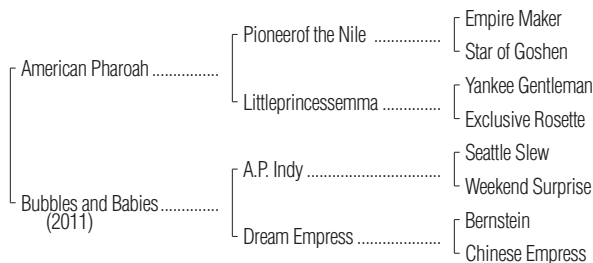 Empire Maker
Pioneerof the Nile ..................
Star of Goshen
American Pharoah ................
Yankee Gentleman
Littleprincessemma ................
Exclusive Rosette
Seattle Slew
A.P. Indy .................................
Weekend Surprise
Bubbles and Babies ..............
(2011)
Bernstein
Dream Empress .....................
Chinese Empress